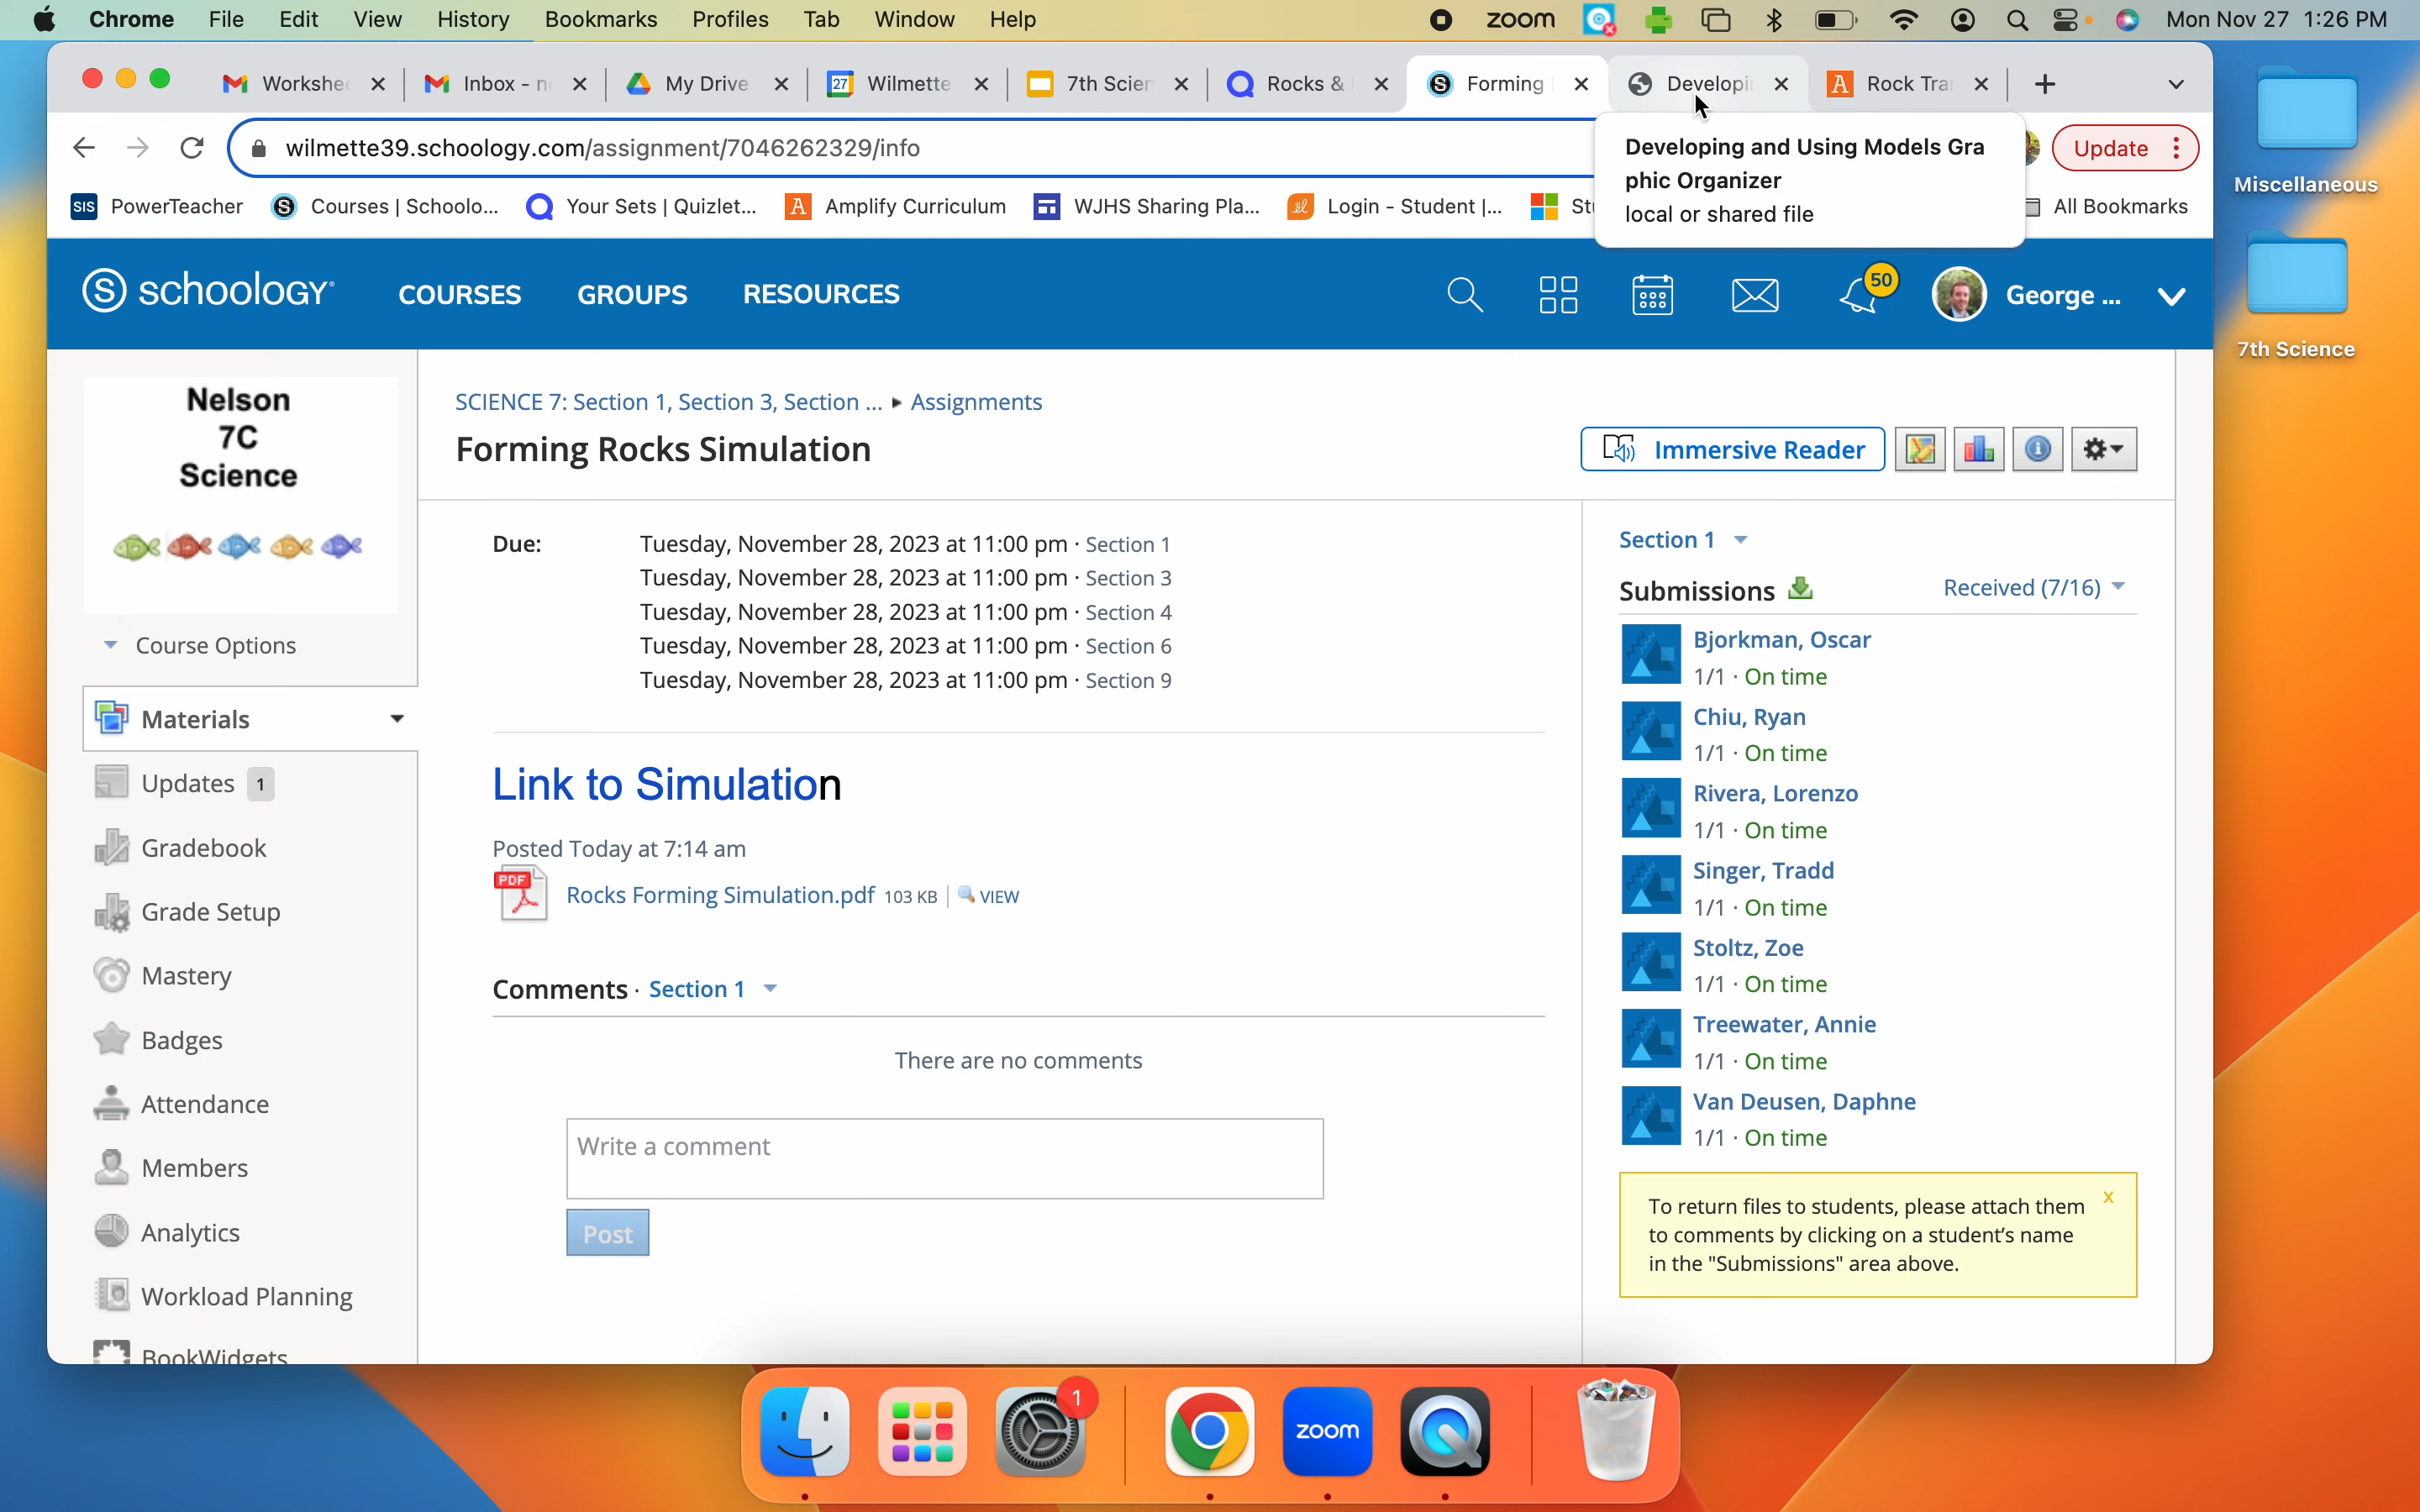 Chrome File Edit View History Bookmarks Profiles Tab Window Help zoom Mon Nov 27 1:26 PM
Workshe Inbox - n My Drive 27 Wilmette 7th Scien Rocks & Forming Developi A Rock Tra
wilmette39.schoology.com/assignment/7046262329/info Update
Developing and Using Models Gra
phic Organizer
local or shared file
SIS PowerTeacher Courses | Schoolo... Your Sets | Quizlet... A Amplify Curriculum WJHS Sharing Pla... Login - Student |... All Bookmarks
Miscellaneous
7th Science
schoology COURSES GROUPS RESOURCES 50 George ...
Nelson
7C
Science
Course Options
Materials
Updates 1
Gradebook
Grade Setup
Mastery
Badges
Attendance
Members
Analytics
Workload Planning
BookWidgets
SCIENCE 7: Section 1, Section 3, Section ... ▸ Assignments
Forming Rocks Simulation
Immersive Reader
Due: Tuesday, November 28, 2023 at 11:00 pm · Section 1
Tuesday, November 28, 2023 at 11:00 pm · Section 3
Tuesday, November 28, 2023 at 11:00 pm · Section 4
Tuesday, November 28, 2023 at 11:00 pm · Section 6
Tuesday, November 28, 2023 at 11:00 pm · Section 9
Link to Simulation
Posted Today at 7:14 am
PDF Rocks Forming Simulation.pdf 103 KB VIEW
Comments · Section 1
There are no comments
Write a comment
Post
Section 1
Submissions Received (7/16)
Bjorkman, Oscar
1/1 · On time
Chiu, Ryan
1/1 · On time
Rivera, Lorenzo
1/1 · On time
Singer, Tradd
1/1 · On time
Stoltz, Zoe
1/1 · On time
Treewater, Annie
1/1 · On time
Van Deusen, Daphne
1/1 · On time
To return files to students, please attach them x
to comments by clicking on a student's name
in the "Submissions" area above.
1
zoom